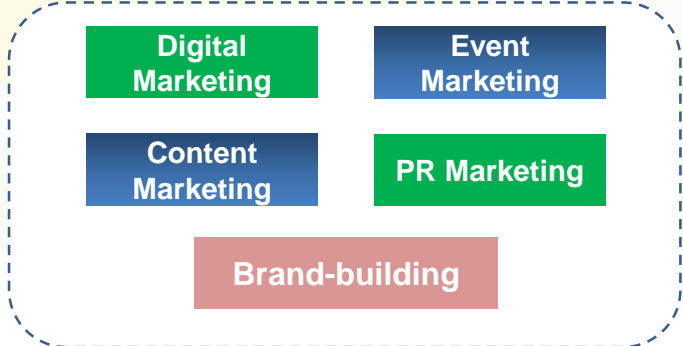 Digital
Marketing
Event
Marketing
Content
Marketing
PR Marketing
Brand-building